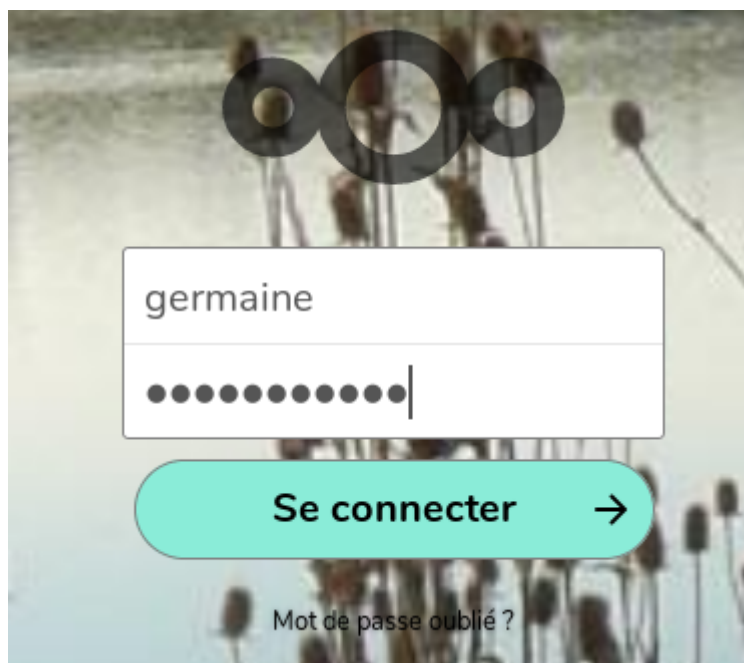 germaine
•••••••••••
Se connecter →
Mot de passe oublié ?